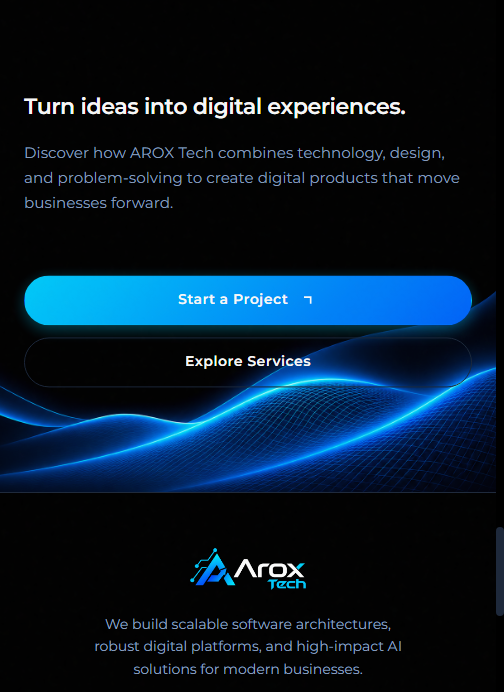 Turn ideas into digital experiences.
Discover how AROX Tech combines technology, design,
and problem-solving to create digital products that move
businesses forward.
Start a Project
Explore Services
Arox
Tech
We build scalable software architectures,
robust digital platforms, and high-impact AI
solutions for modern businesses.